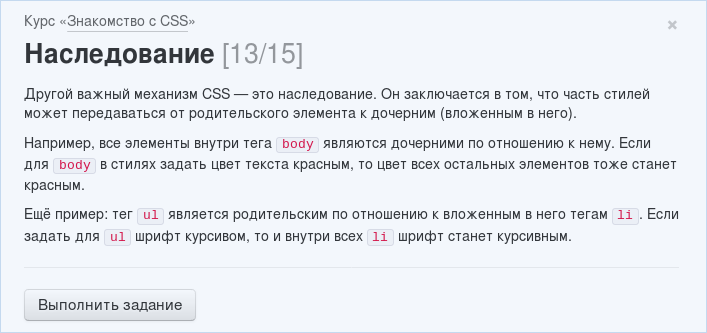 Курс «Знакомство с CSS»
×
Наследование [13/15]
Другой важный механизм CSS — это наследование. Он заключается в том, что часть стилей
может передаваться от родительского элемента к дочерним (вложенным в него).
Например, все элементы внутри тега body являются дочерними по отношению к нему. Если
для body в стилях задать цвет текста красным, то цвет всех остальных элементов тоже станет
красным.
Ещё пример: тег ul является родительским по отношению к вложенным в него тегам li. Если
задать для ul шрифт курсивом, то и внутри всех li шрифт станет курсивным.
Выполнить задание